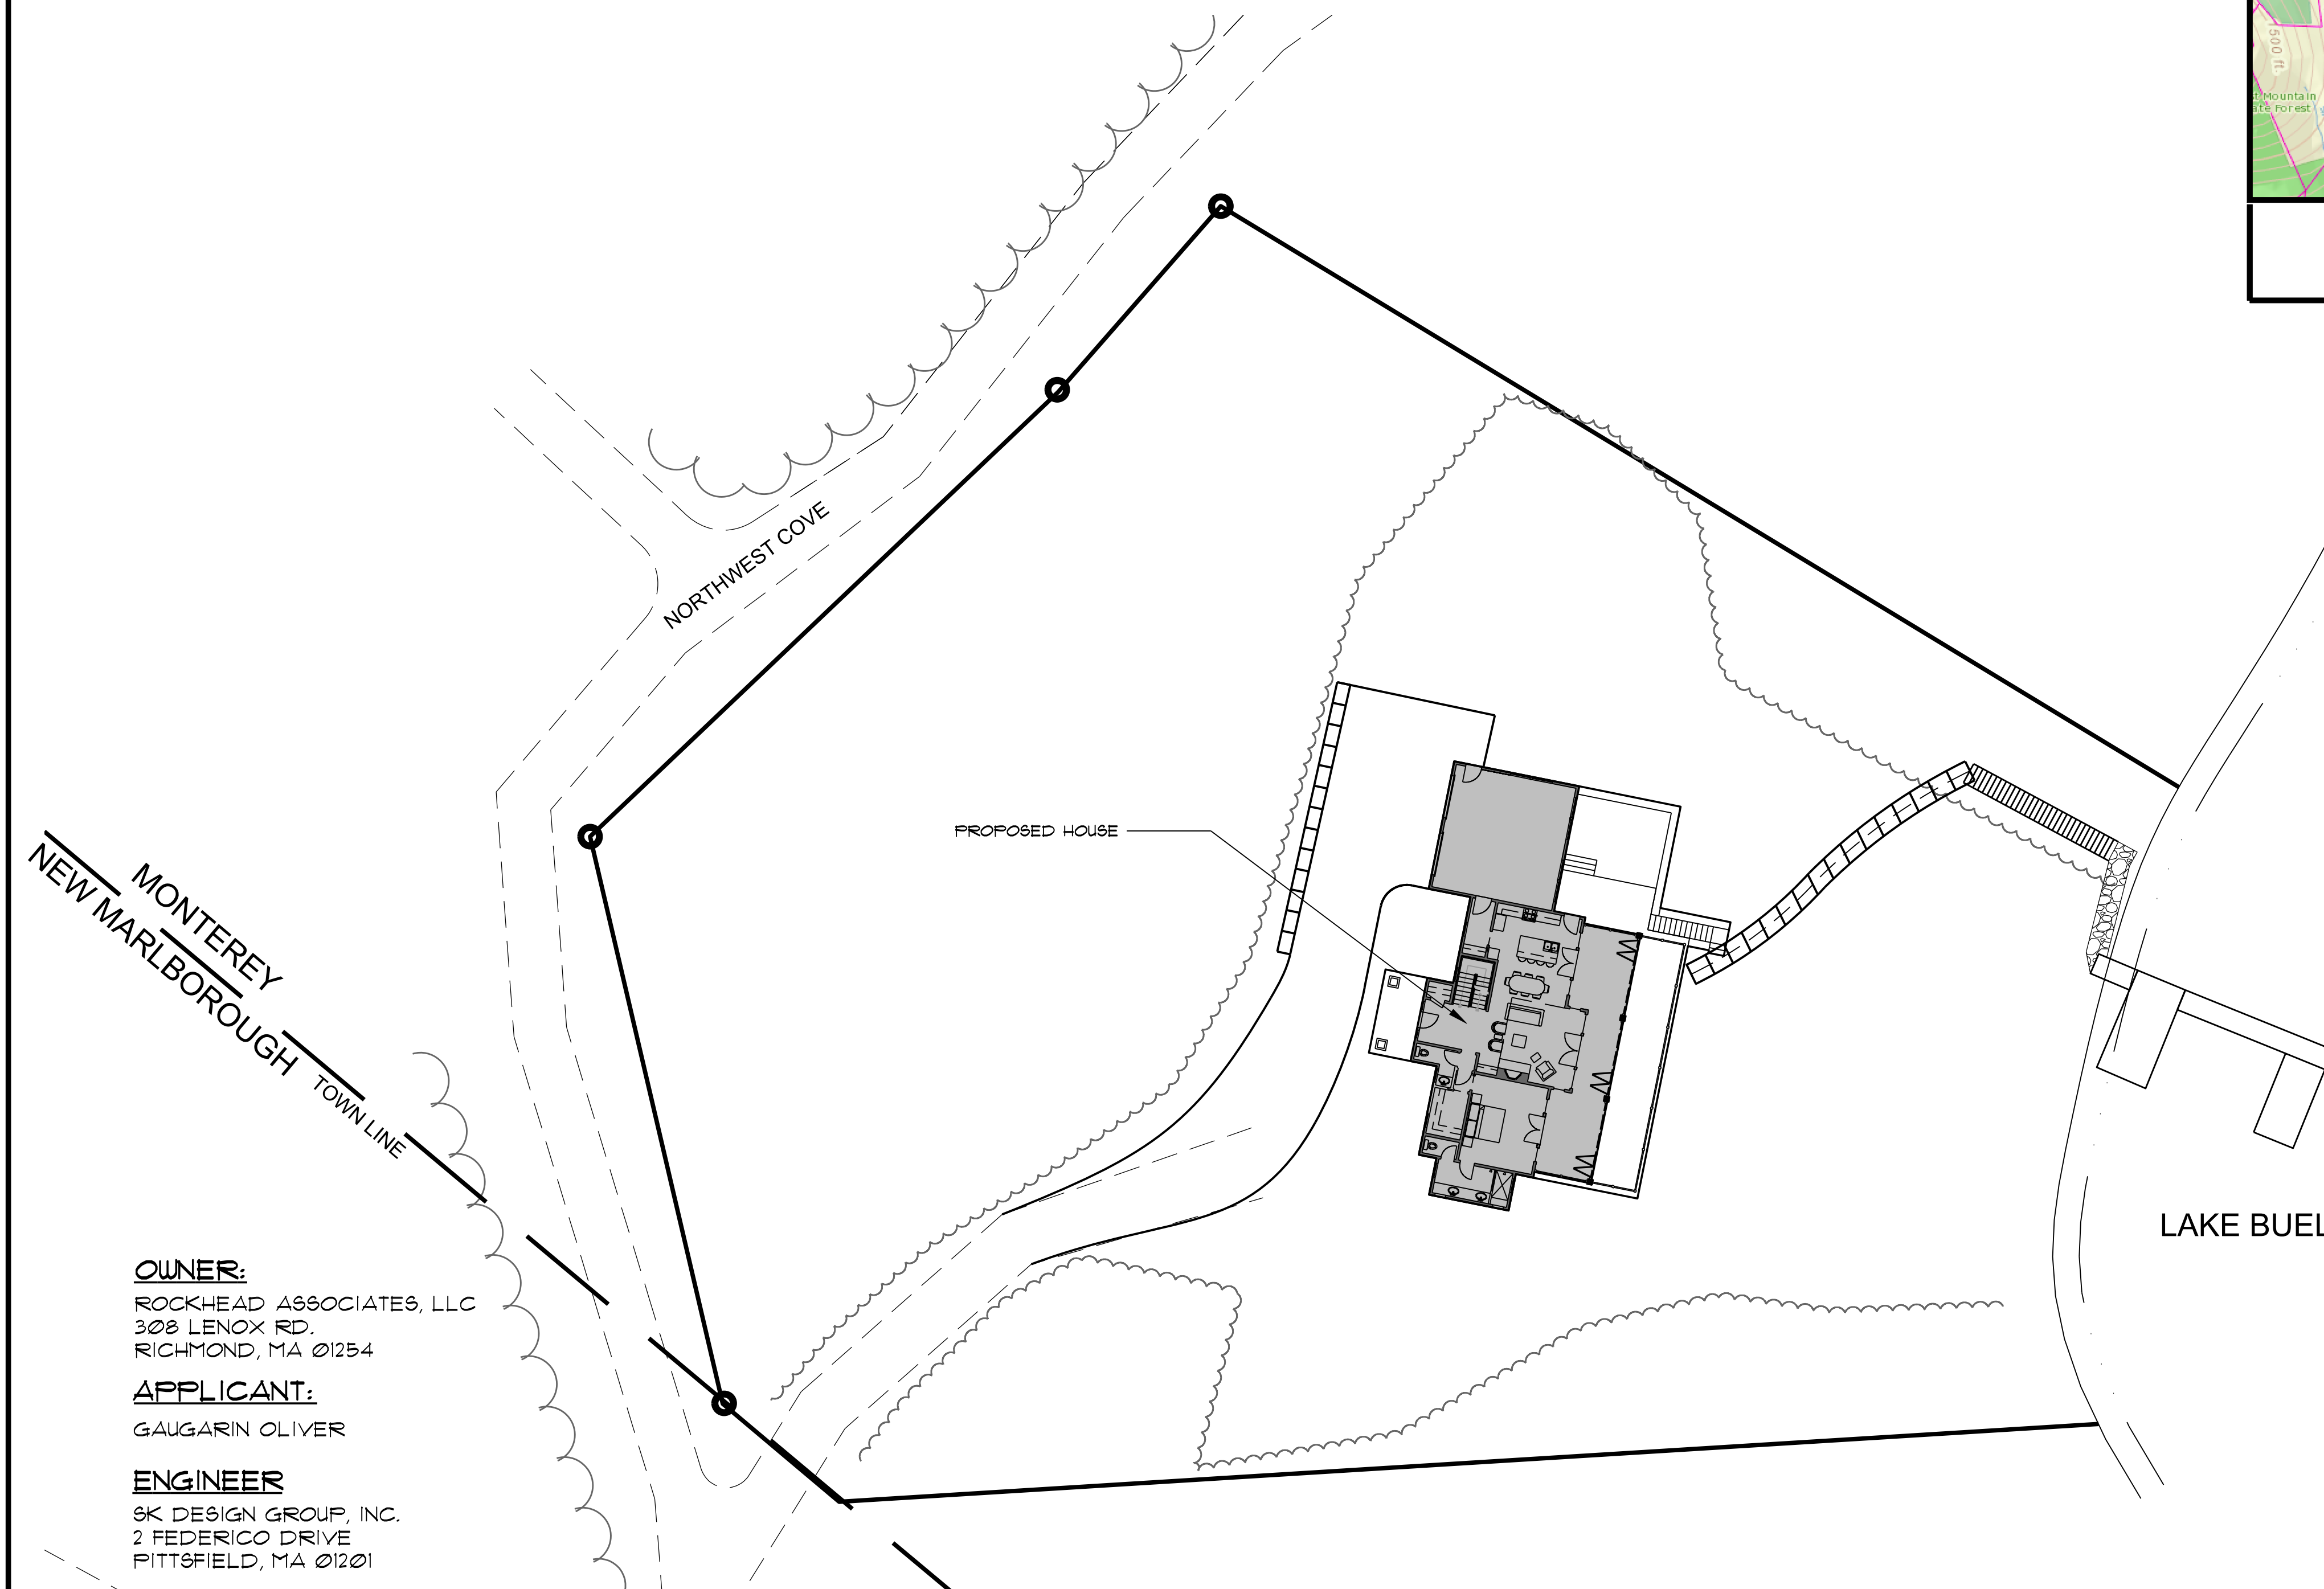 500 ft.
st Mountain
ate Forest
NORTHWEST COVE
PROPOSED HOUSE
MONTEREY
NEW MARLBOROUGH
TOWN LINE
LAKE BUEL
OWNER:
ROCKHEAD ASSOCIATES, LLC
308 LENOX RD.
RICHMOND, MA 01254
APPLICANT:
GAUGARIN OLIVER
ENGINEER
SK DESIGN GROUP, INC.
2 FEDERICO DRIVE
PITTSFIELD, MA 01201